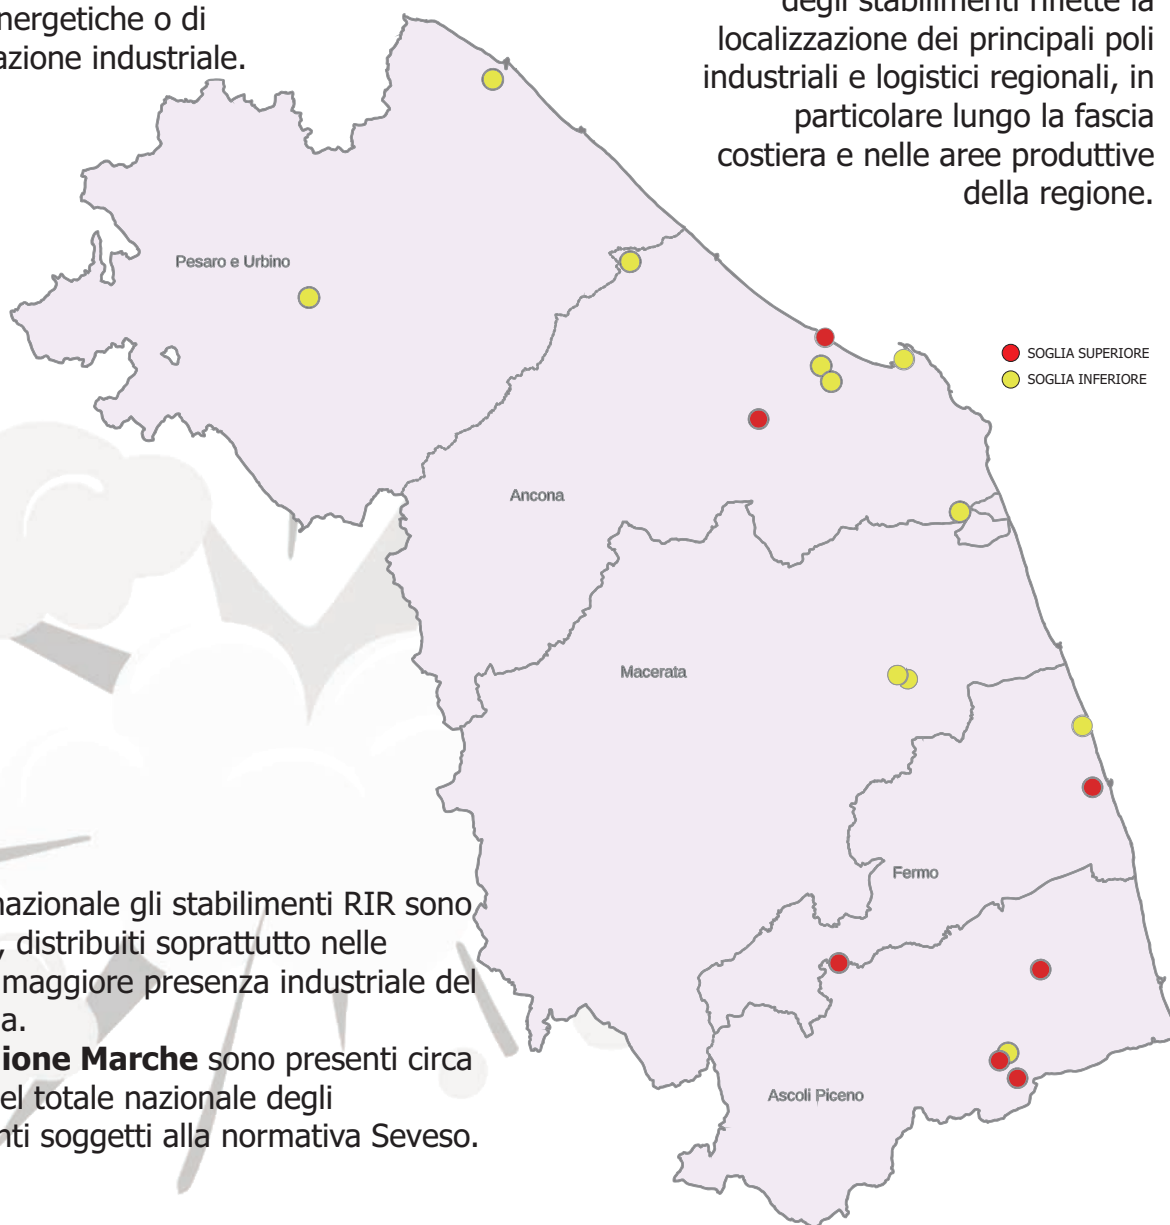 nergetiche o di
azione industriale.
degli stabilimenti riflette la
localizzazione dei principali poli
industriali e logistici regionali, in
particolare lungo la fascia
costiera e nelle aree produttive
della regione.
Pesaro e Urbino
SOGLIA SUPERIORE
SOGLIA INFERIORE
Ancona
Macerata
Fermo
Ascoli Piceno
nazionale gli stabilimenti RIR sono
, distribuiti soprattutto nelle
maggiore presenza industriale del
a.
ione Marche sono presenti circa
el totale nazionale degli
nti soggetti alla normativa Seveso.